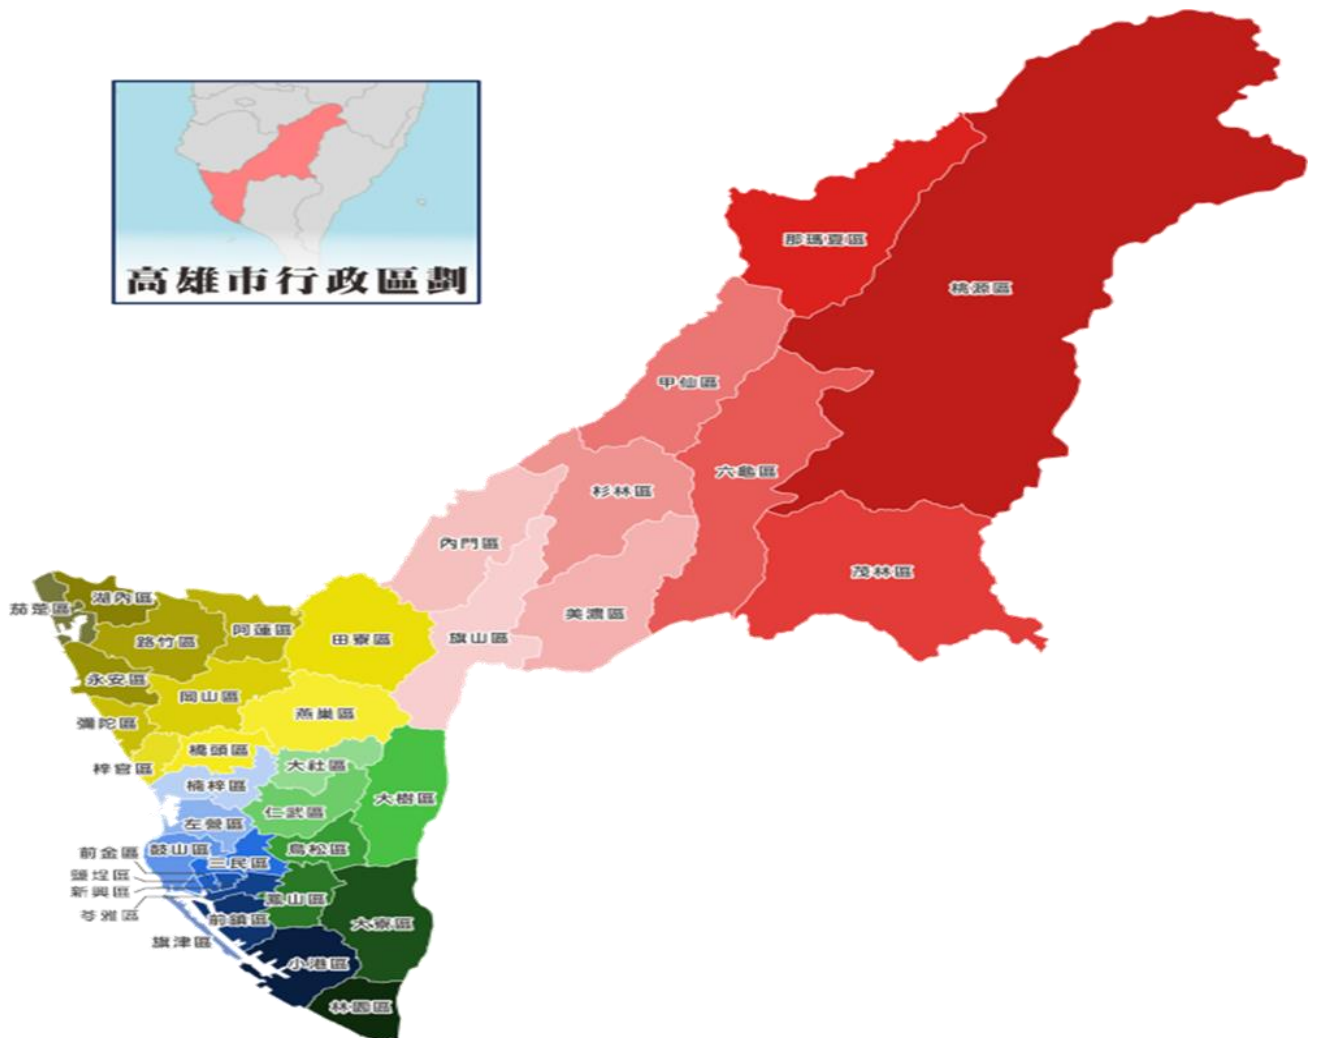 高雄市行政區劃
那瑪夏區
桃源區
甲仙區
六龜區
杉林區
內門區
茂林區
美濃區
旗山區
湖內區
茄萣區
阿蓮區
路竹區
田寮區
永安區
岡山區
燕巢區
彌陀區
橋頭區
梓官區
大社區
楠梓區
大樹區
仁武區
左營區
鳥松區
鼓山區
前金區
三民區
鹽埕區
新興區
鳳山區
苓雅區
前鎮區
大寮區
旗津區
小港區
林園區